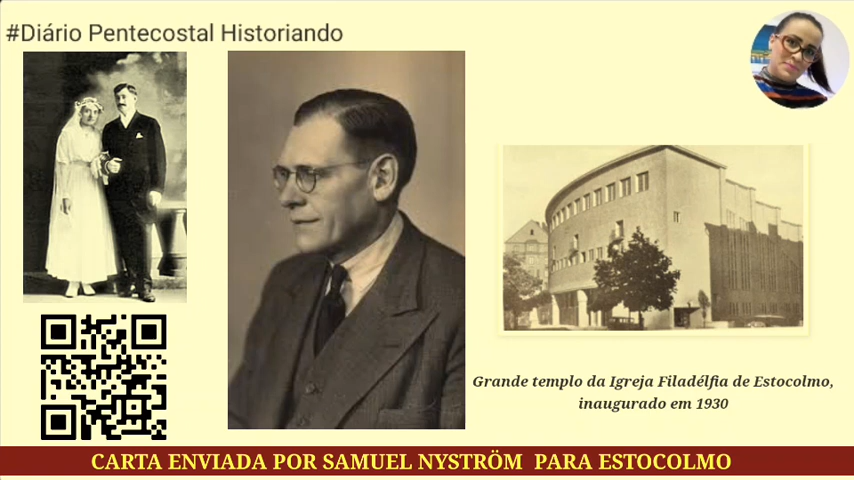 #Diário Pentecostal Historiando
Grande templo da Igreja Filadélfia de Estocolmo,
inaugurado em 1930
CARTA ENVIADA POR SAMUEL NYSTRÖM PARA ESTOCOLMO